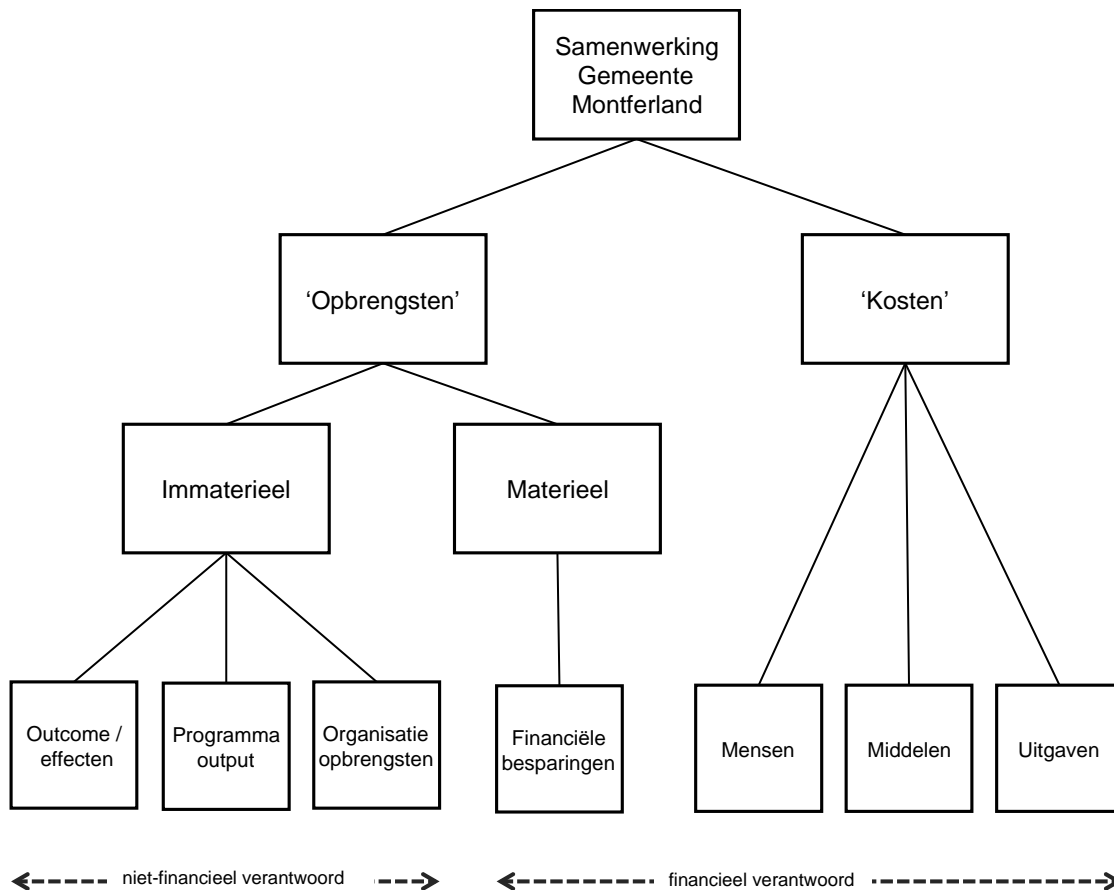 Samenwerking
Gemeente
Montferland
‘Opbrengsten’
‘Kosten’
Immaterieel
Materieel
Outcome /
effecten
Programma
output
Organisatie
opbrengsten
Financiële
besparingen
Mensen
Middelen
Uitgaven
niet-financieel verantwoord
financieel verantwoord